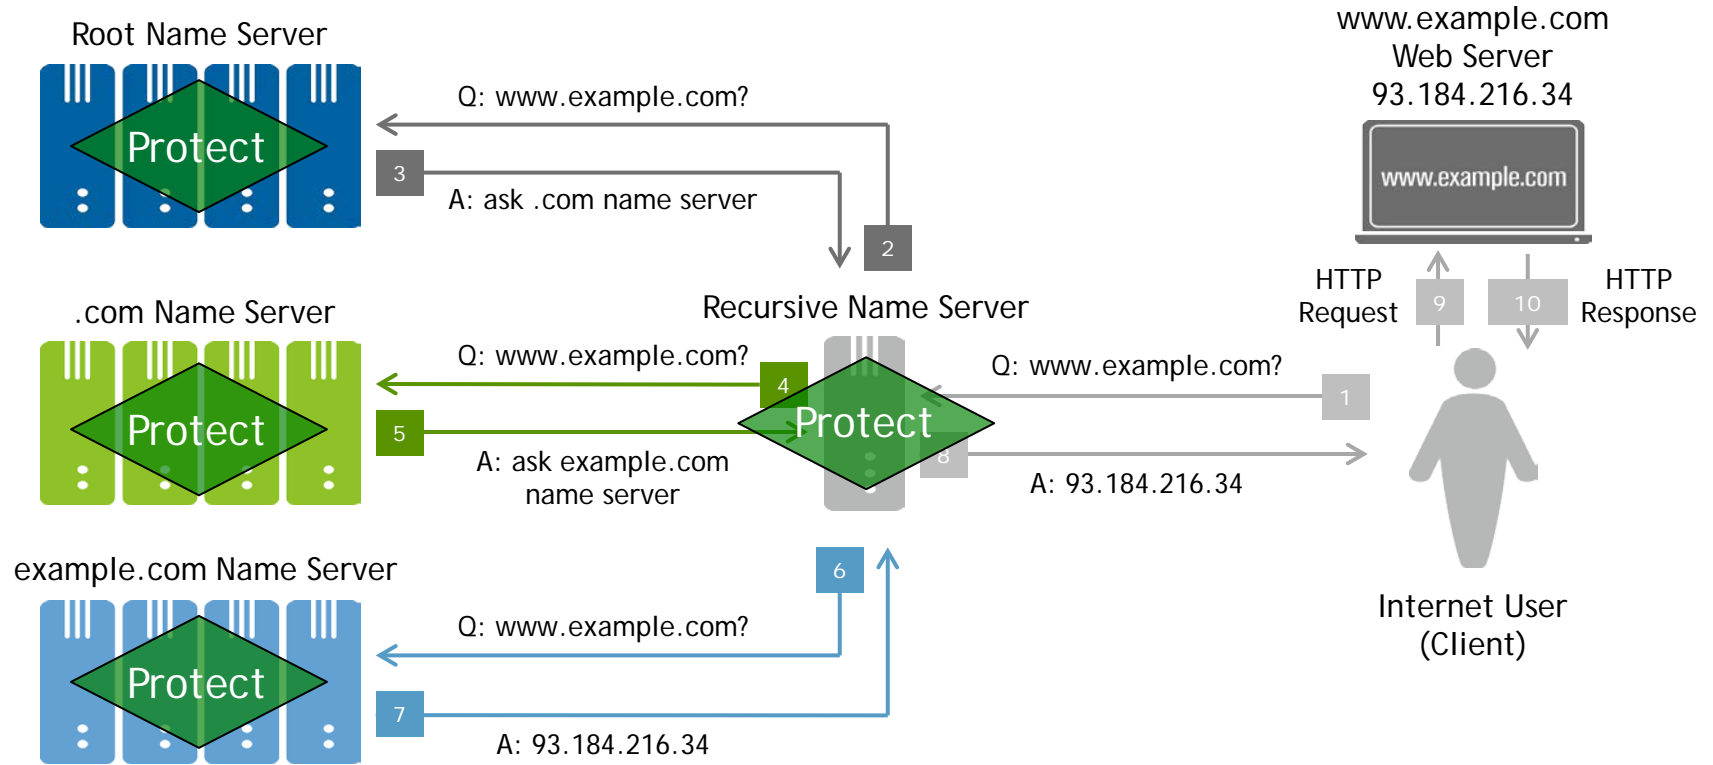 Root Name Server
Protect
Q: www.example.com?
3
A: ask .com name server
2
.com Name Server
Protect
Q: www.example.com?
4
5
A: ask example.com
name server
example.com Name Server
Protect
6
Q: www.example.com?
7
A: 93.184.216.34
Recursive Name Server
Protect
Q: www.example.com?
1
8
A: 93.184.216.34
www.example.com
Web Server
93.184.216.34
www.example.com
HTTP
Request
9
10
HTTP
Response
Internet User
(Client)